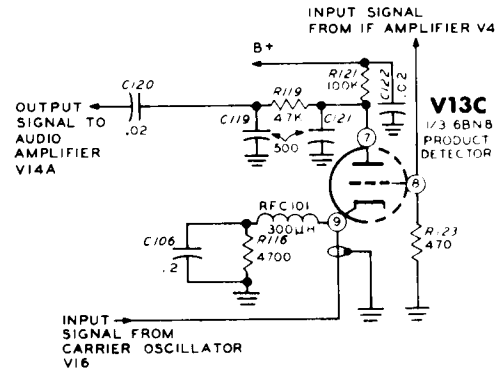 INPUT SIGNAL
FROM IF AMPLIFIER V4
B+
C120
.02
OUTPUT
SIGNAL TO
AUDIO
AMPLIFIER
V14A
C119
R119
47K
500
C121
R121
100K
C122
.02
V13C
1/3 6BN8
PRODUCT
DETECTOR
7
8
9
RFC101
300µH
C106
.2
R116
4700
R123
470
INPUT
SIGNAL FROM
CARRIER OSCILLATOR
V16